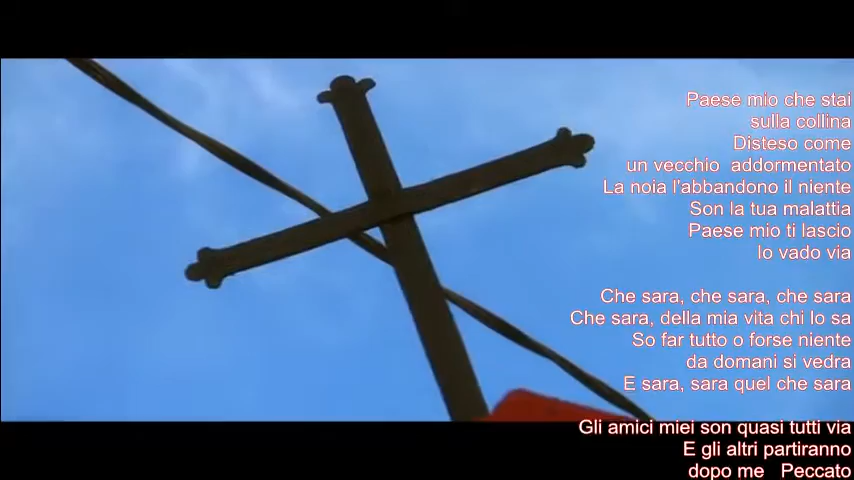 Paese mio che stai
sulla collina
Disteso come
un vecchio addormentato
La noia l'abbandono il niente
Son la tua malattia
Paese mio ti lascio
Io vado via
Che sara, che sara, che sara
Che sara, della mia vita chi lo sa
So far tutto o forse niente
da domani si vedra
E sara, sara quel che sara
Gli amici miei son quasi tutti via
E gli altri partiranno
dopo me Peccato